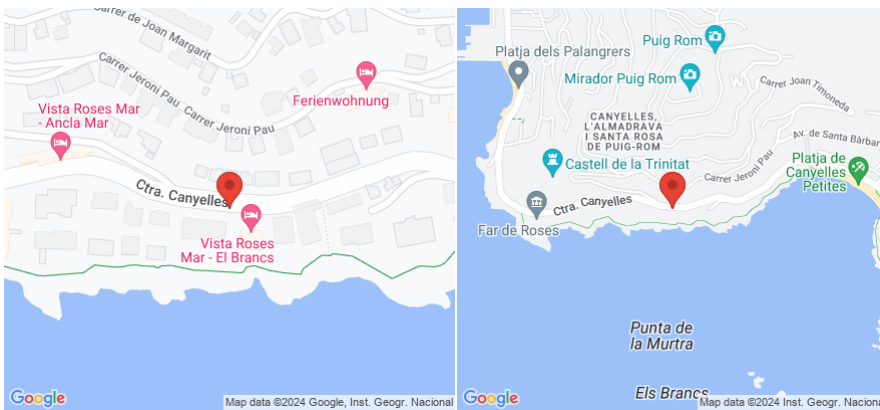 Carrer de Joan Margarit
Carrer Jeroni Pau
Carrer Jeroni Pau
Ferienwohnung
Vista Roses Mar
- Ancla Mar
Ctra. Canyelles
Vista Roses
Mar - El Brancs
Google
Map data ©2024 Google, Inst. Geogr. Nacional
Puig Rom
Platja dels Palangrers
Mirador Puig Rom
Carrer Joan Timoneda
CANYELLES,
L'ALMADRAVA
I SANTA ROSA
DE PUIG-ROM
Av. de Santa Bàrbar
Castell de la Trinitat
Carrer Jeroni Pau
Platja de
Canyelles
Petites
Ctra. Canyelles
Far de Roses
Punta de
la Murtra
Els Brancs
Google
Map data ©2024 Google, Inst. Geogr. Naciona